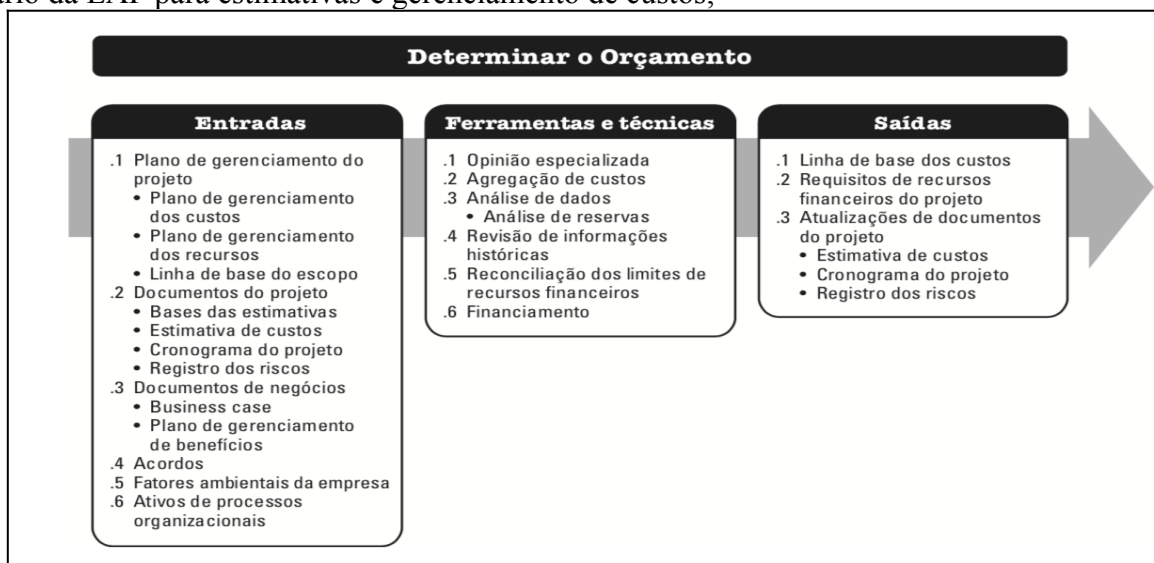 da EAP para estimativas e gerenciamento de custos,
Determinar o Orçamento
Entradas
.1 Plano de gerenciamento do
projeto
• Plano de gerenciamento
dos custos
• Plano de gerenciamento
dos recursos
• Linha de base do escopo
.2 Documentos do projeto
• Bases das estimativas
• Estimativa de custos
• Cronograma do projeto
• Registro dos riscos
.3 Documentos de negócios
• Business case
• Plano de gerenciamento
de benefícios
.4 Acordos
.5 Fatores ambientais da empresa
.6 Ativos de processos
organizacionais
Ferramentas e técnicas
.1 Opinião especializada
.2 Agregação de custos
.3 Análise de dados
• Análise de reservas
.4 Revisão de informações
históricas
.5 Reconciliação dos limites de
recursos financeiros
.6 Financiamento
Saídas
.1 Linha de base dos custos
.2 Requisitos de recursos
financeiros do projeto
.3 Atualizações de documentos
do projeto
• Estimativa de custos
• Cronograma do projeto
• Registro dos riscos